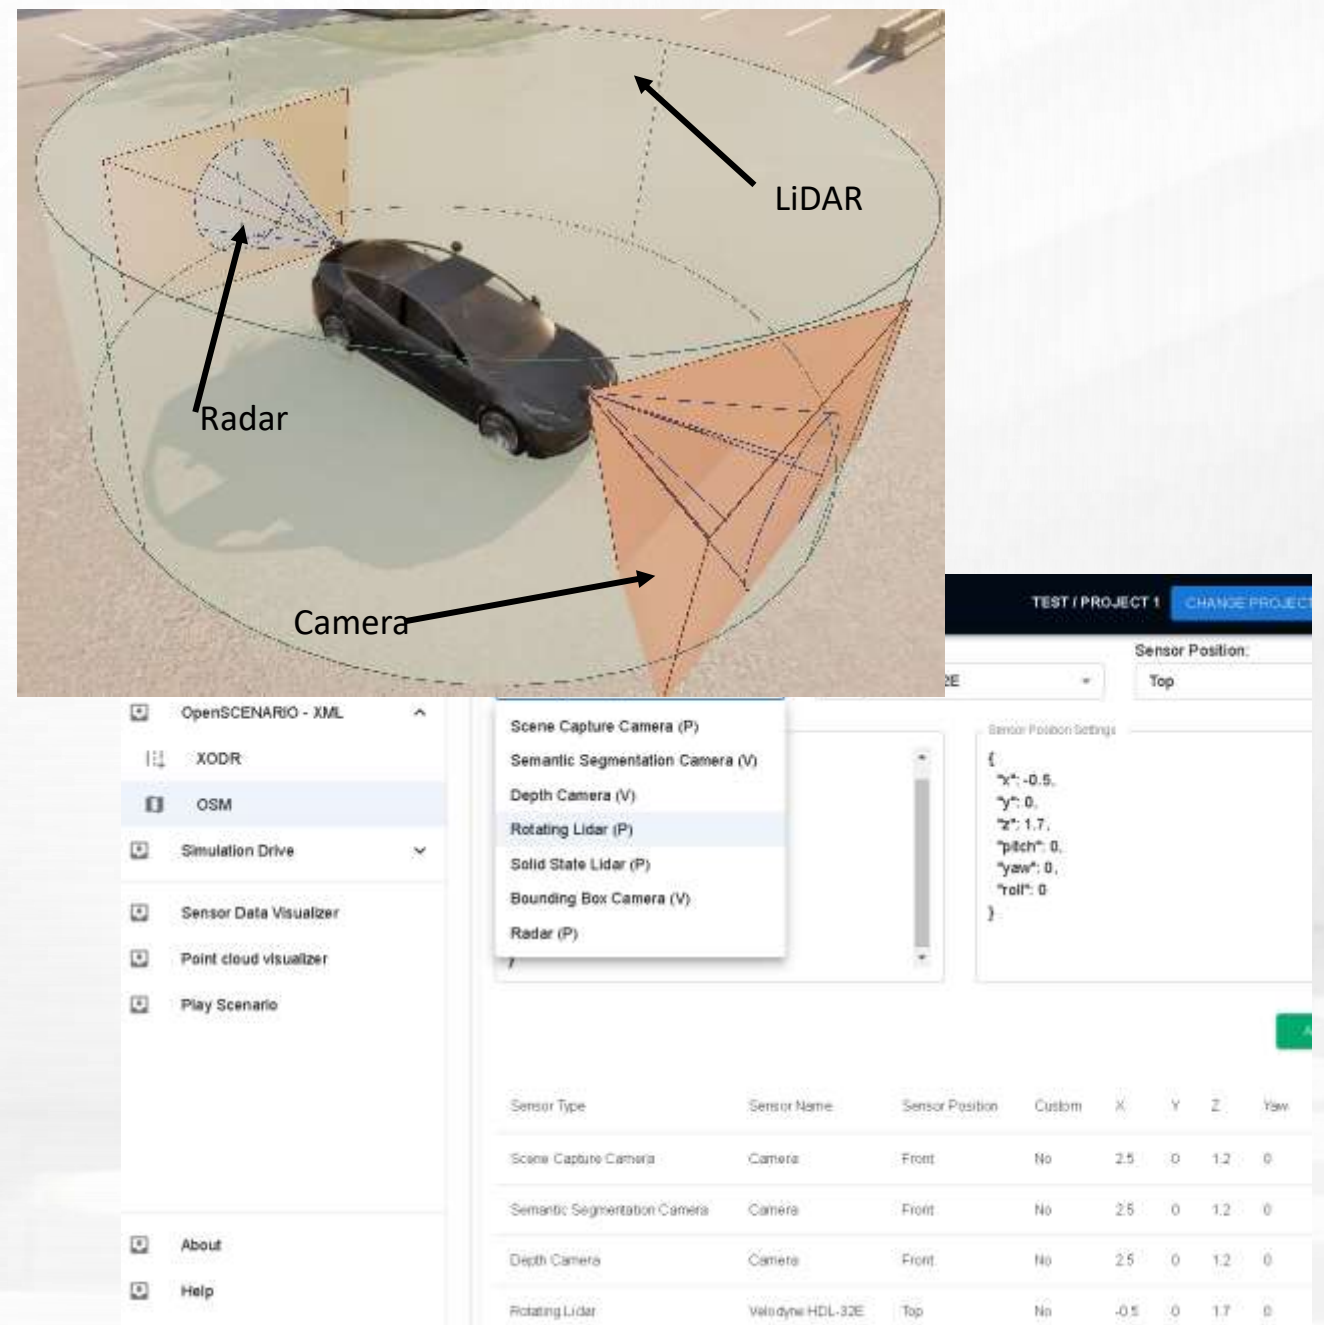 LiDAR
Radar
Camera
TEST / PROJECT 1 CHANGE PROJECT
Sensor Position:
2E Top
OpenSCENARIO - XML
XODR
OSM
Simulation Drive
Sensor Data Visualizer
Point cloud visualizer
Play Scenario
About
Help
Scene Capture Camera (P)
Semantic Segmentation Camera (V)
Depth Camera (V)
Rotating Lidar (P)
Solid State Lidar (P)
Bounding Box Camera (V)
Radar (P)
}
Sensor Position Settings
{
"x": -0.5,
"y": 0,
"z": 1.7,
"pitch": 0,
"yaw": 0,
"roll": 0
}
A
Sensor Type Sensor Name Sensor Position Custom X Y Z Yaw
Scene Capture Camera Camera Front No 2.5 0 1.2 0
Semantic Segmentation Camera Camera Front No 2.5 0 1.2 0
Depth Camera Camera Front No 2.5 0 1.2 0
Rotating Lidar Velodyne HDL-32E Top No -0.5 0 1.7 0